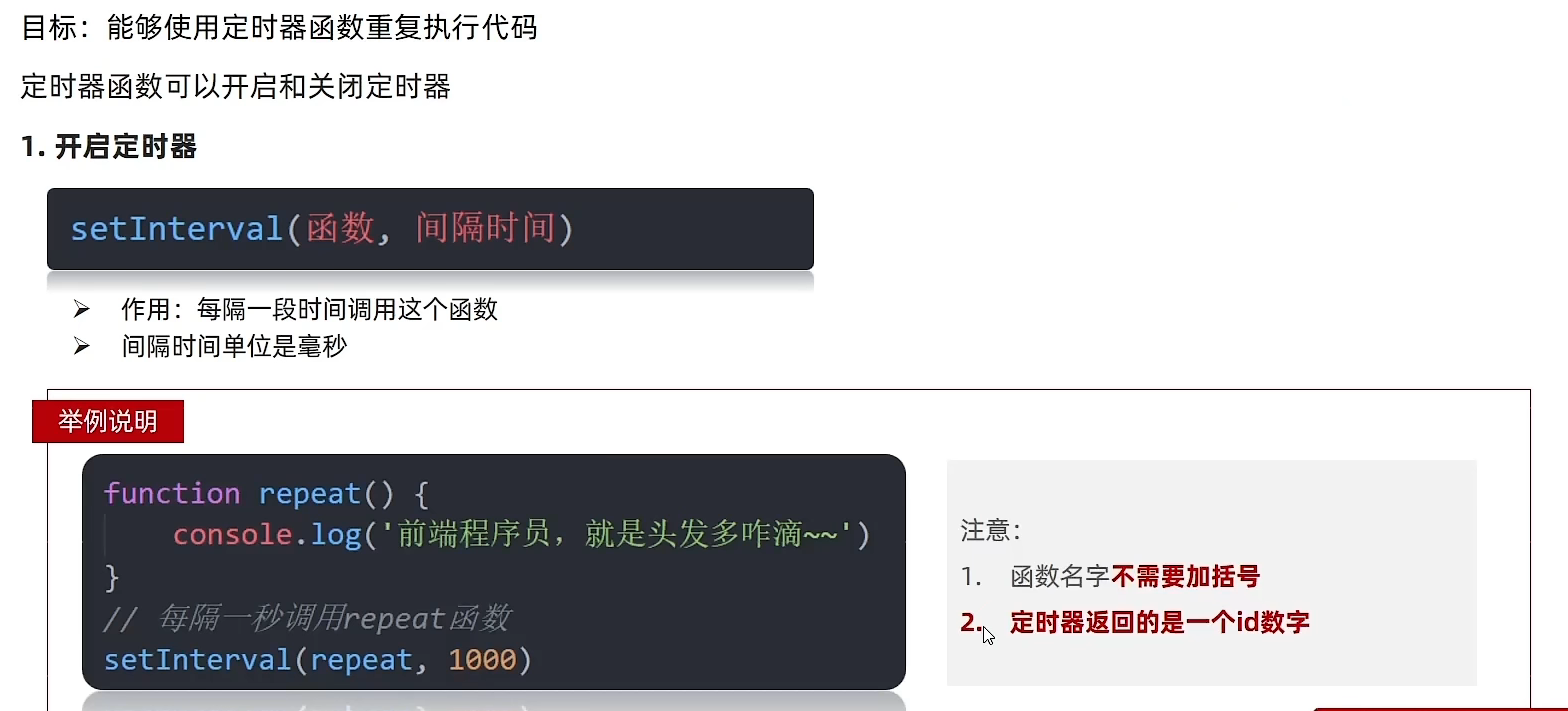 目标：能够使用定时器函数重复执行代码
定时器函数可以开启和关闭定时器
1. 开启定时器
setInterval(函数, 间隔时间)
➢ 作用：每隔一段时间调用这个函数
➢ 间隔时间单位是毫秒
举例说明
function repeat() {
console.log('前端程序员，就是头发多咋滴~~')
}
// 每隔一秒调用repeat函数
setInterval(repeat, 1000)
注意：
1. 函数名字不需要加括号
2. 定时器返回的是一个id数字